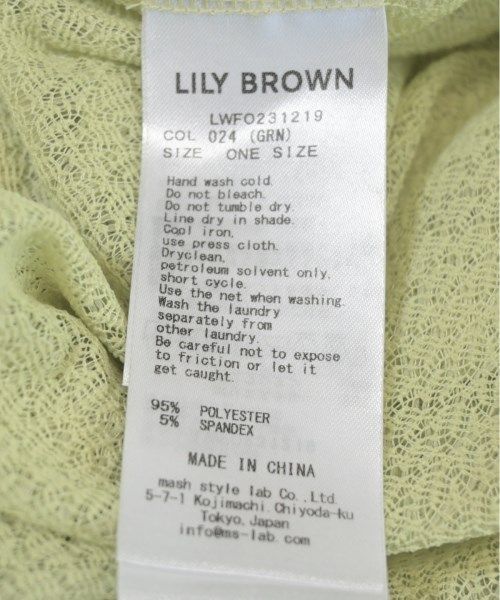 LILY BROWN
LWFO231219
COL 024 (GRN)
SIZE ONE SIZE
Hand wash cold.
Do not bleach.
Do not tumble dry.
Line dry in shade.
Cool iron,
use press cloth.
Dryclean,
petroleum solvent only,
short cycle.
Use the net when washing.
Wash the laundry
separately from
other laundry.
Be careful not to expose
to friction or let it
get caught.
95% POLYESTER
5% SPANDEX
MADE IN CHINA
mash style lab Co.,Ltd.
5-7-1 Kojimachi,Chiyoda-ku
Tokyo,Japan
info@ms-lab.com